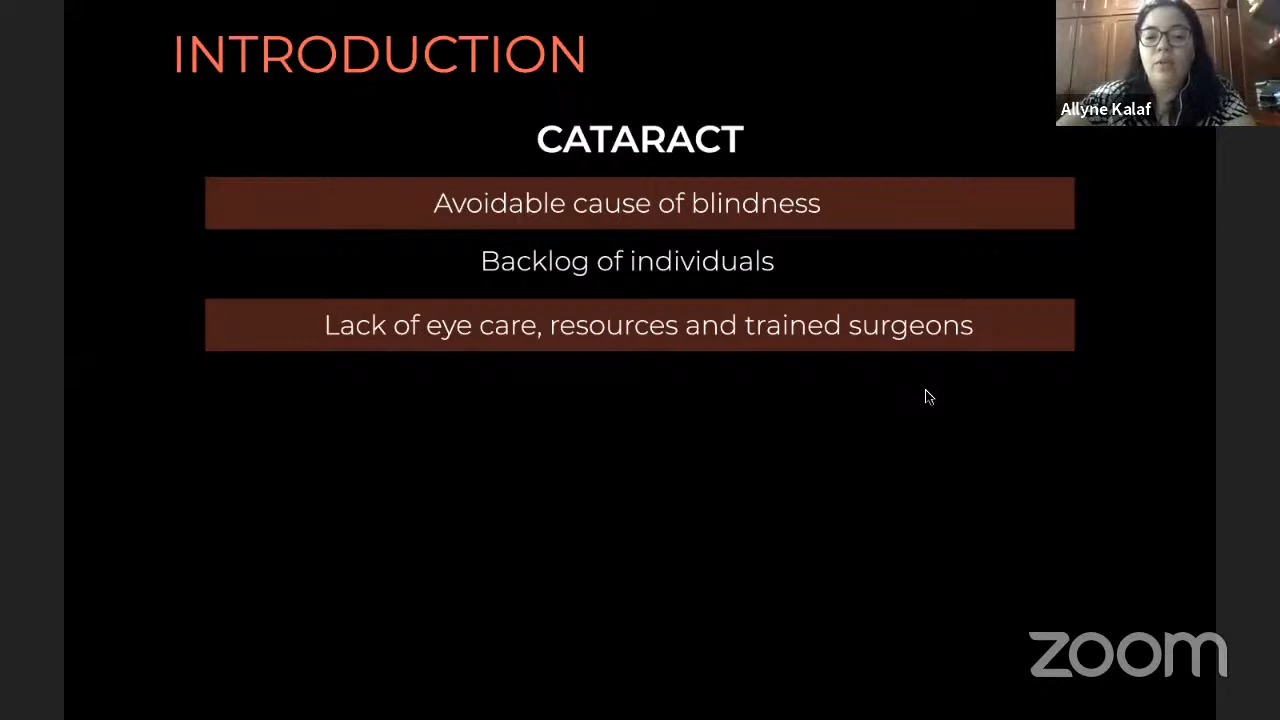 INTRODUCTION
Allyne Kalaf
CATARACT
Avoidable cause of blindness
Backlog of individuals
Lack of eye care, resources and trained surgeons
zoom